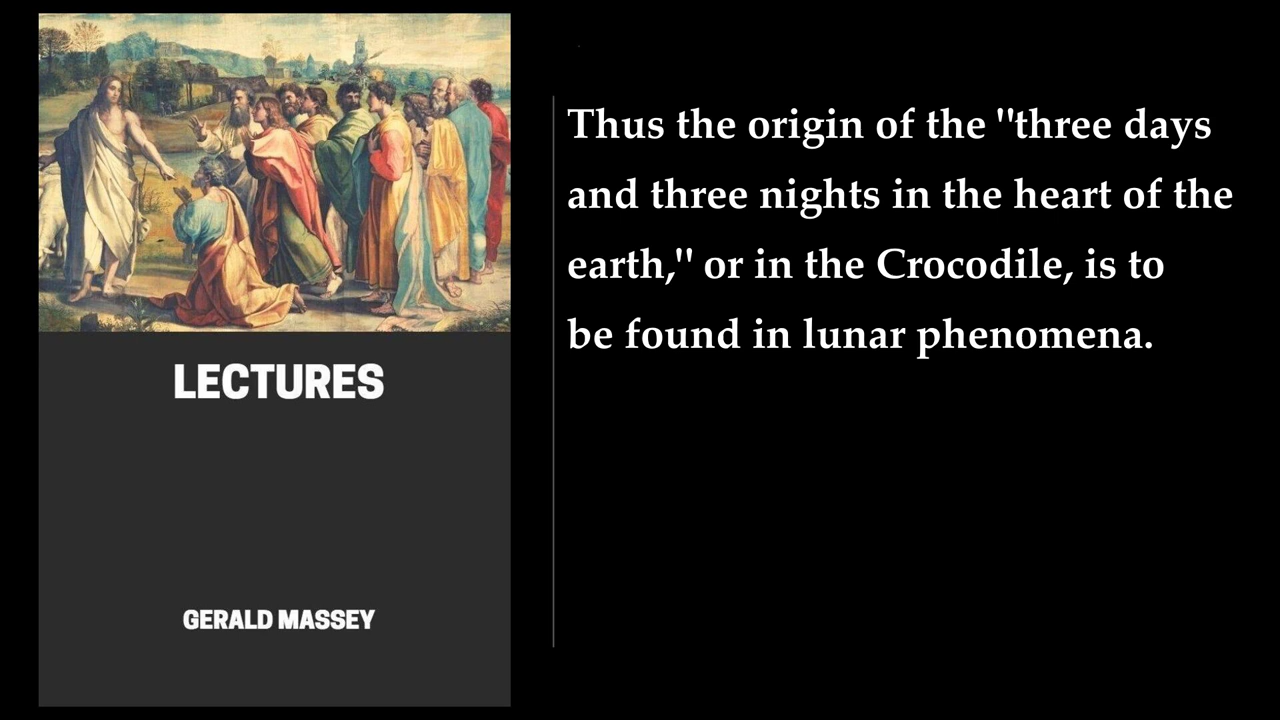 LECTURES
GERALD MASSEY
Thus the origin of the "three days
and three nights in the heart of the
earth," or in the Crocodile, is to
be found in lunar phenomena.